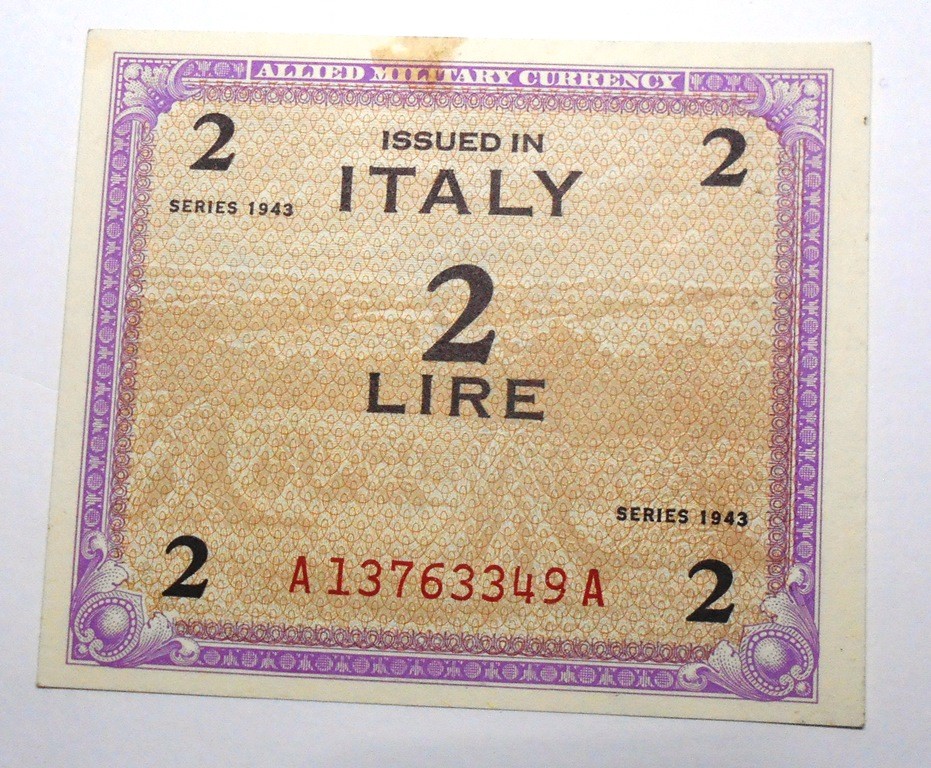 ALLIED MILITARY CURRENCY
2 ISSUED IN 2
ITALY
SERIES 1943
2
LIRE
SERIES 1943
2 A13763349A 2